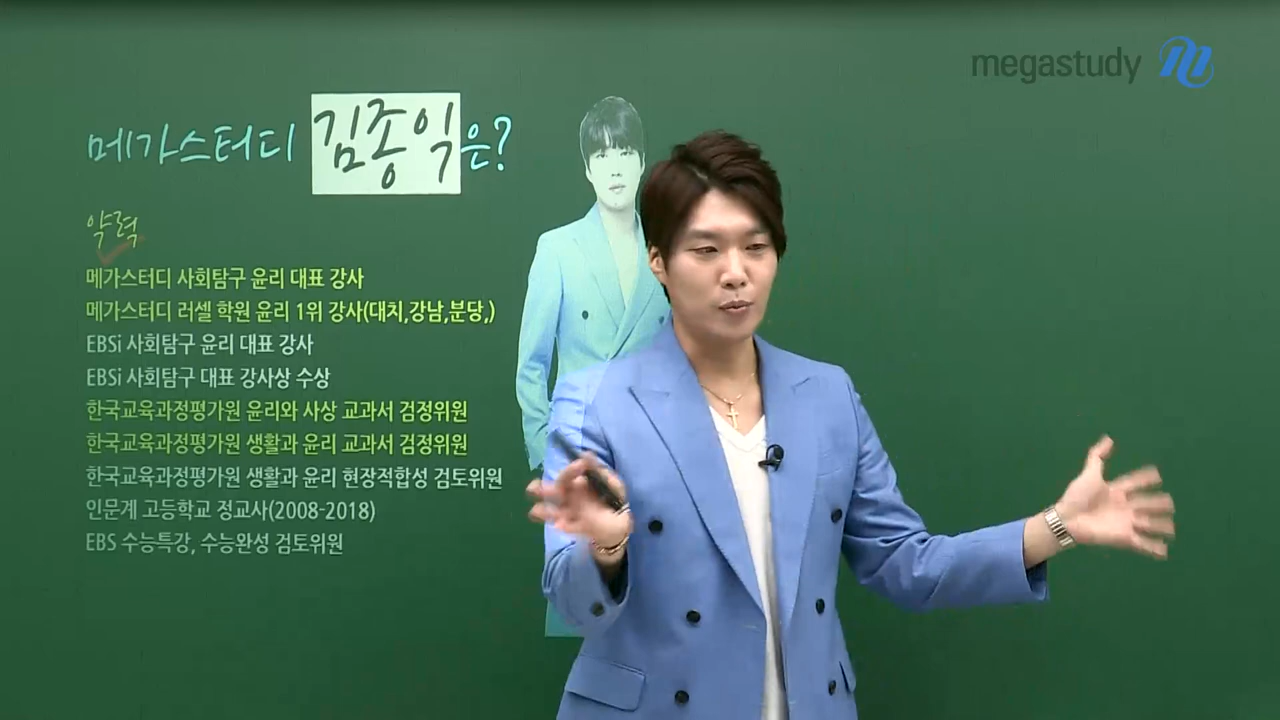 megastudy
메가스터디 김종익은?
약력
메가스터디 사회탐구 윤리 대표 강사
메가스터디 러셀 학원 윤리 1위 강사(대치,강남,분당,)
EBSi 사회탐구 윤리 대표 강사
EBSi 사회탐구 대표 강사상 수상
한국교육과정평가원 윤리와 사상 교과서 검정위원
한국교육과정평가원 생활과 윤리 교과서 검정위원
한국교육과정평가원 생활과 윤리 현장적합성 검토위원
인문계 고등학교 정교사(2008-2018)
EBS 수능특강, 수능완성 검토위원